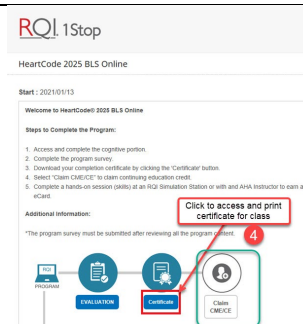 RQI. 1Stop
HeartCode 2025 BLS Online
Start : 2021/01/13
Welcome to HeartCode® 2025 BLS Online
Steps to Complete the Program:
1. Access and complete the cognitive portion.
2. Complete the program survey.
3. Download your completion certificate by clicking the 'Certificate' button.
4. Select "Claim CME/CE" to claim continuing education credit.
5. Complete a hands-on session (skills) at an RQI Simulation Station or with and AHA Instructor to earn a
eCard.
Additional Information:
Click to access and print
certificate for class
*The program survey must be submitted after reviewing all the program content.
4
RQI
PROGRAM
EVALUATION
Certificate
Claim
CME/CE